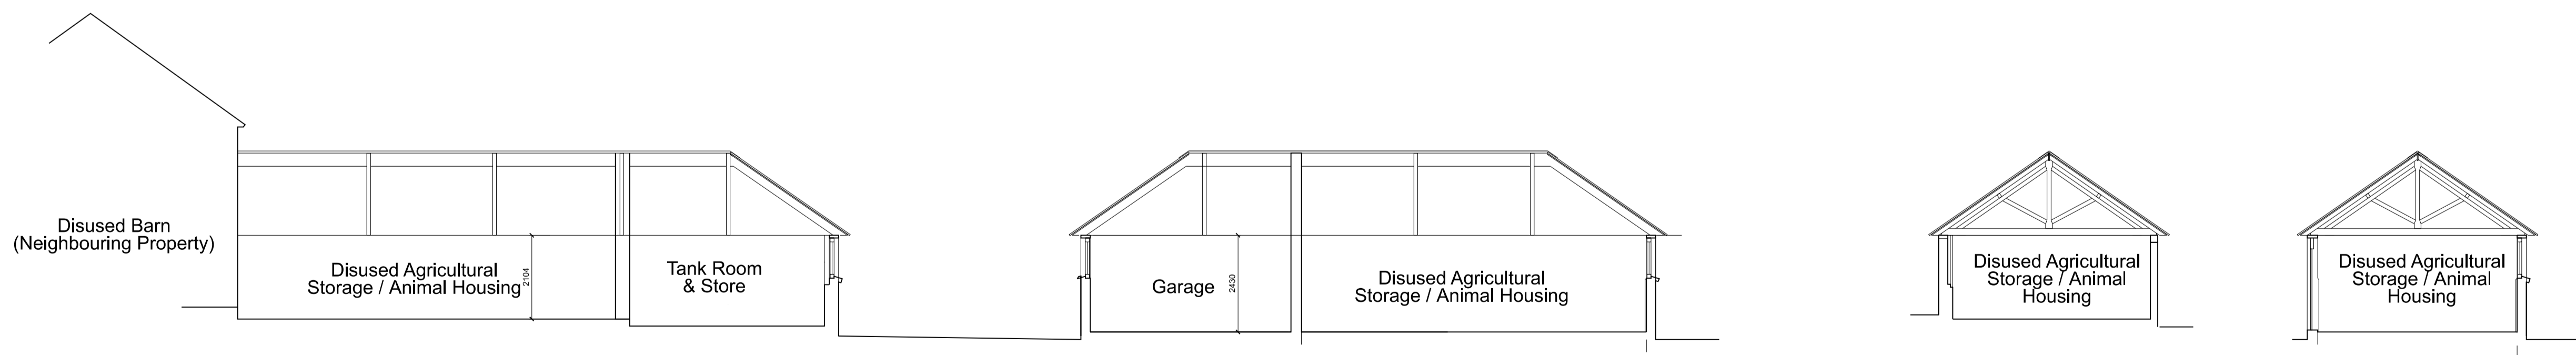 Disused Barn
(Neighbouring Property)
Disused Agricultural
Storage / Animal Housing
2104
Tank Room
& Store
Garage
2430
Disused Agricultural
Storage / Animal Housing
Disused Agricultural
Storage / Animal
Housing
Disused Agricultural
Storage / Animal
Housing